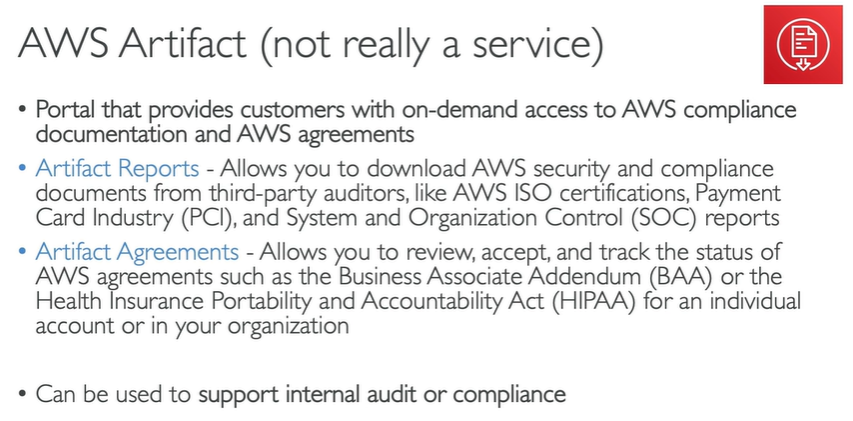 AWS Artifact (not really a service)
• Portal that provides customers with on-demand access to AWS compliance
documentation and AWS agreements
• Artifact Reports - Allows you to download AWS security and compliance
documents from third-party auditors, like AWS ISO certifications, Payment
Card Industry (PCI), and System and Organization Control (SOC) reports
• Artifact Agreements - Allows you to review, accept, and track the status of
AWS agreements such as the Business Associate Addendum (BAA) or the
Health Insurance Portability and Accountability Act (HIPAA) for an individual
account or in your organization
• Can be used to support internal audit or compliance